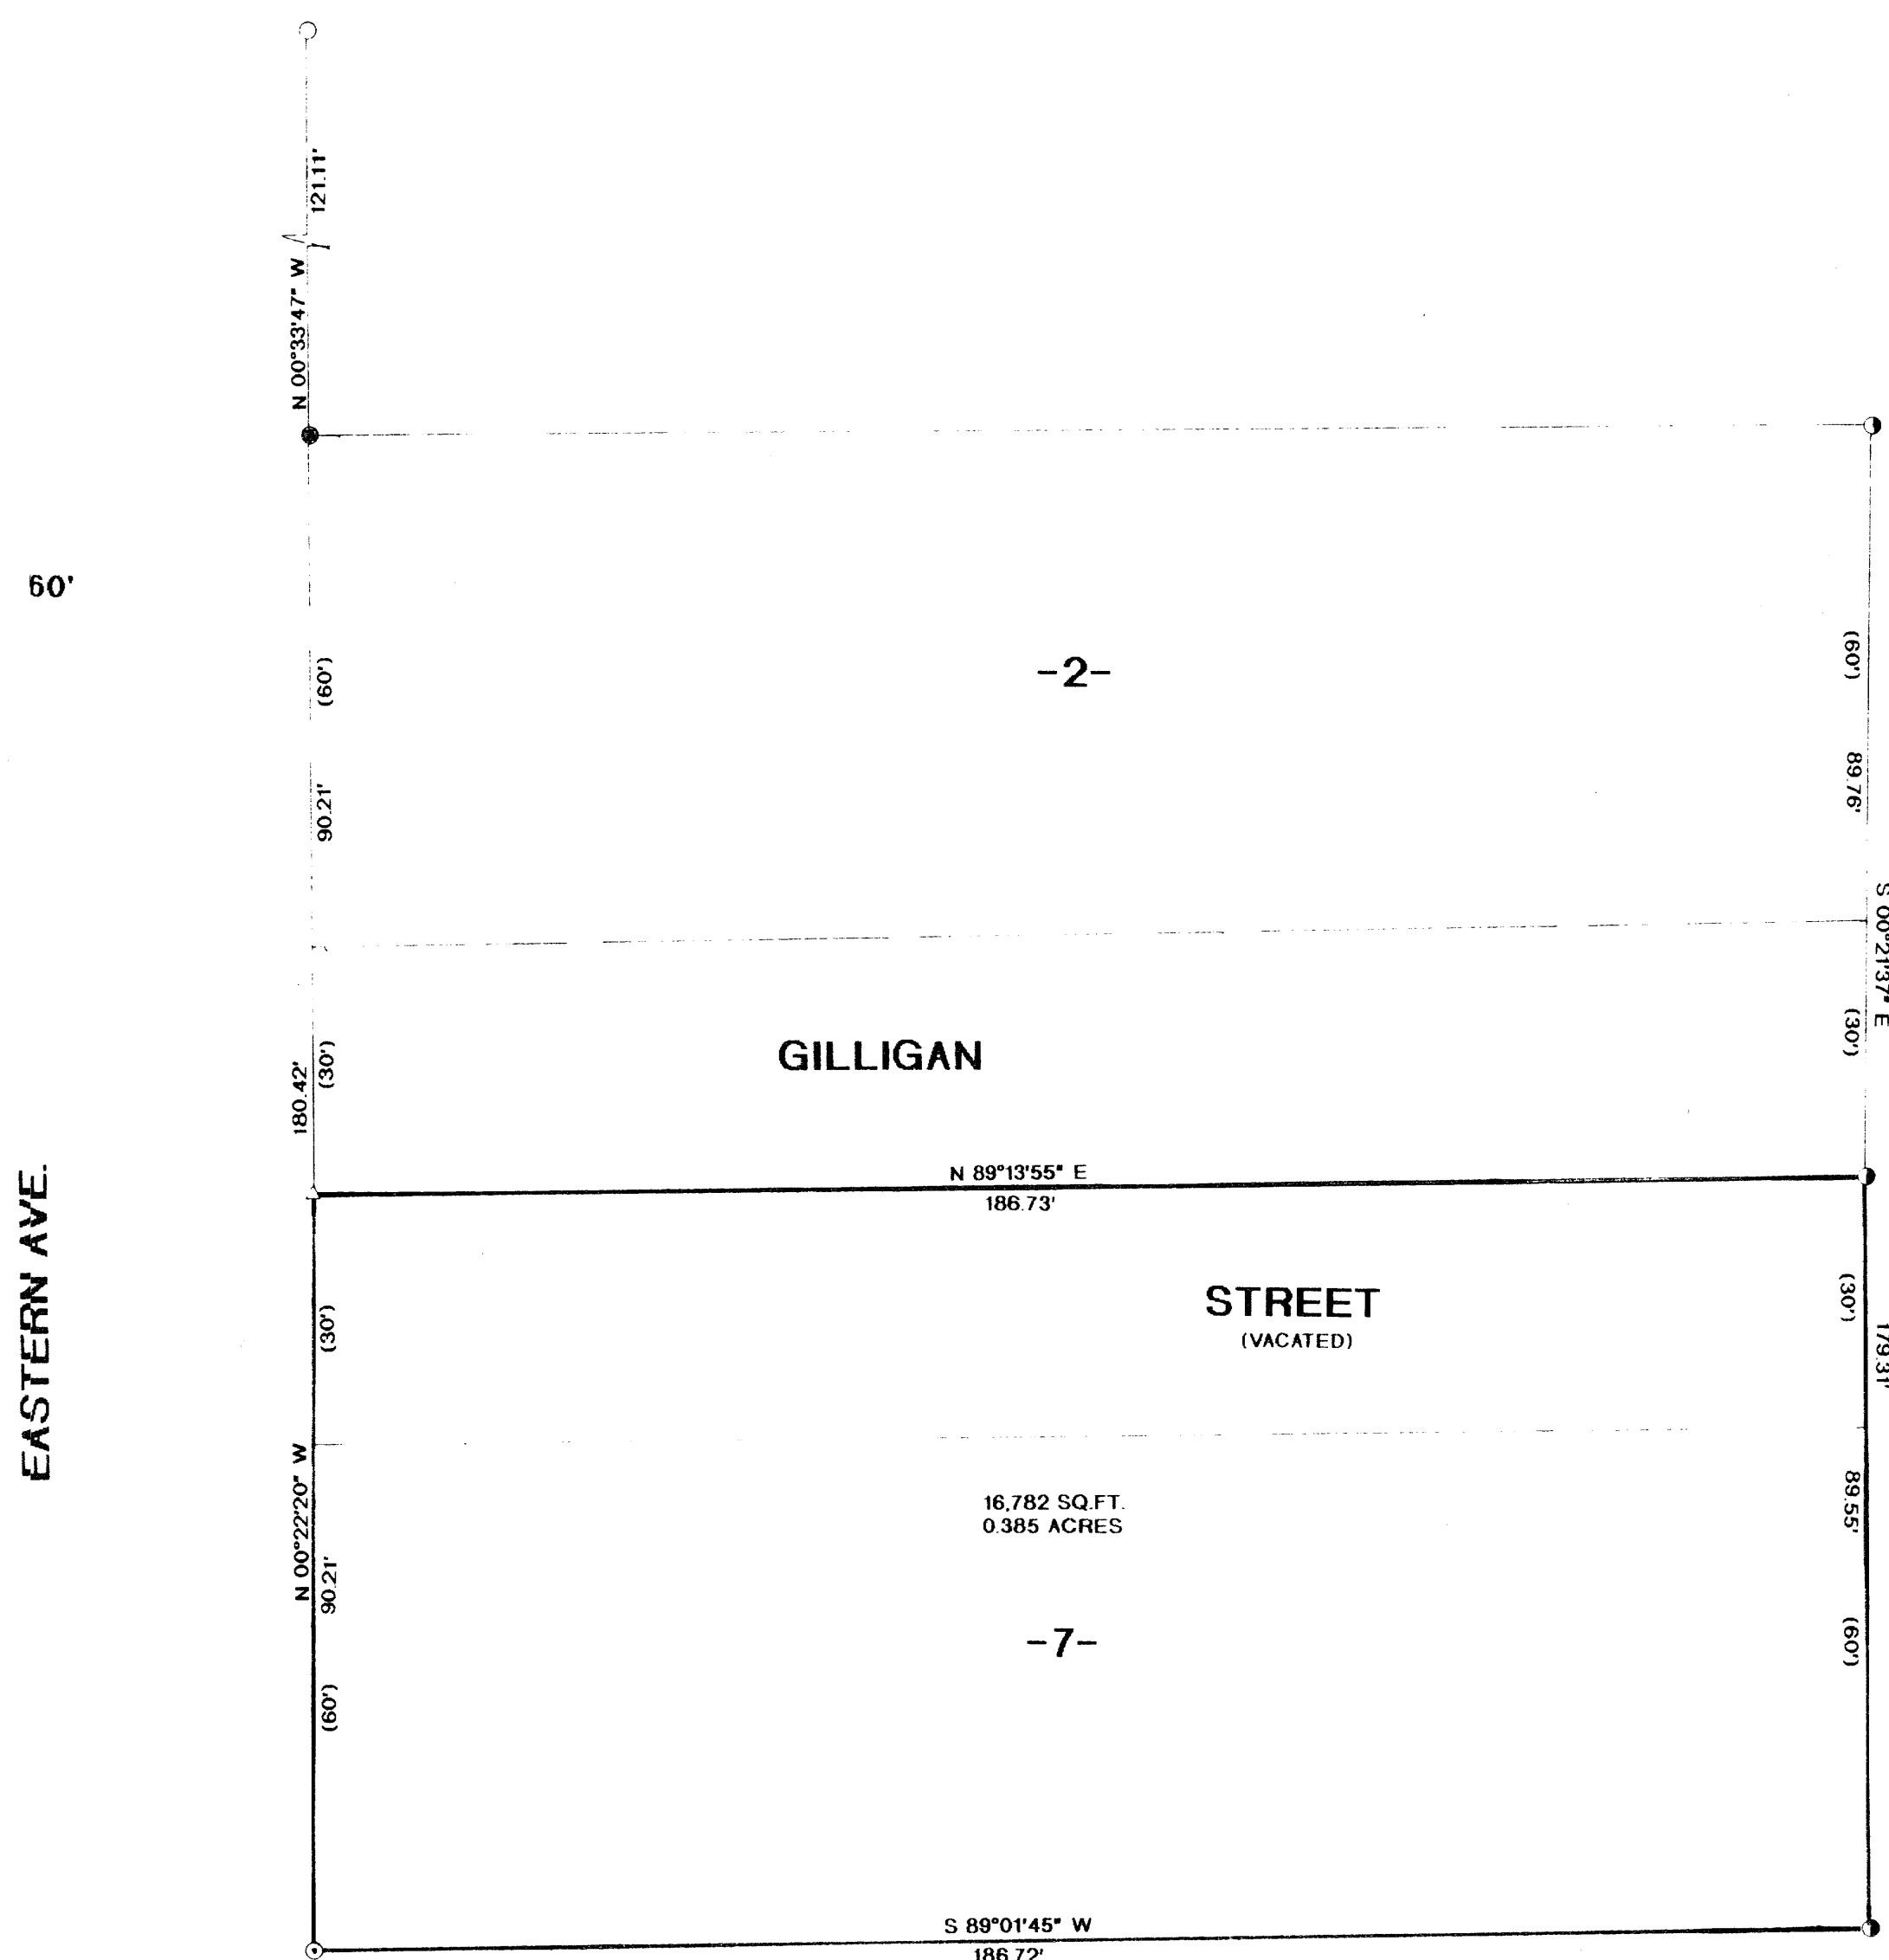 121.11'
N 00°33'47" W
60'
-2-
(60')
(60')
90.21'
89.76'
S 00°21'37" E
180.42'
(30')
(30')
GILLIGAN
N 89°13'55" E
186.73'
EASTERN AVE.
STREET
(VACATED)
(30')
(30')
179.31'
N 00°22'20" W
16,782 SQ.FT.
0.385 ACRES
90.21'
89.55'
-7-
(60')
(60')
S 89°01'45" W
186.72'